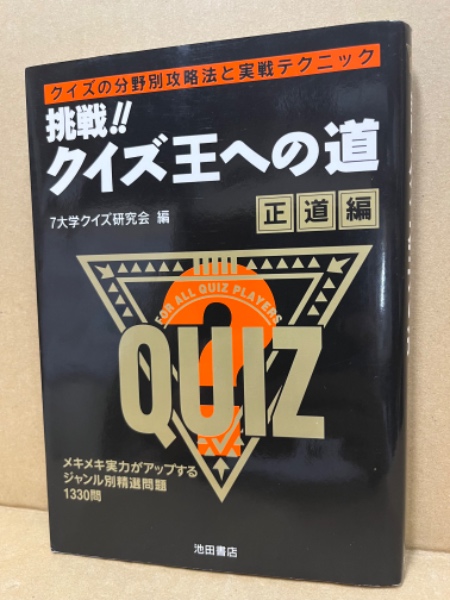 クイズの分野別攻略法と実戦テクニック
挑戦!!
クイズ王への道
7大学クイズ研究会 編
正道編
FOR ALL QUIZ PLAYERS
QUIZ
メキメキ実力がアップする
ジャンル別精選問題
1330問
池田書店